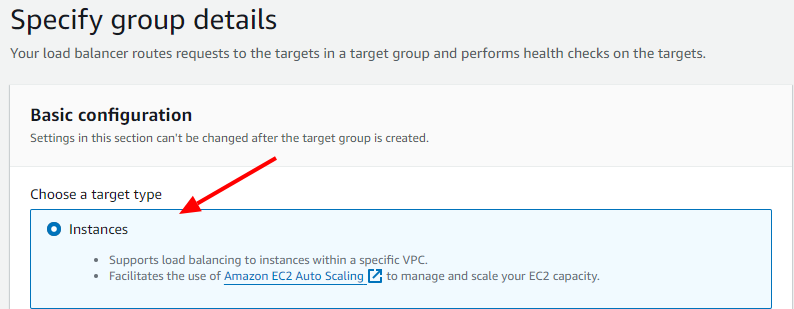 Specify group details
Your load balancer routes requests to the targets in a target group and performs health checks on the targets.
Basic configuration
Settings in this section can't be changed after the target group is created.
Choose a target type
Instances
• Supports load balancing to instances within a specific VPC.
• Facilitates the use of Amazon EC2 Auto Scaling to manage and scale your EC2 capacity.